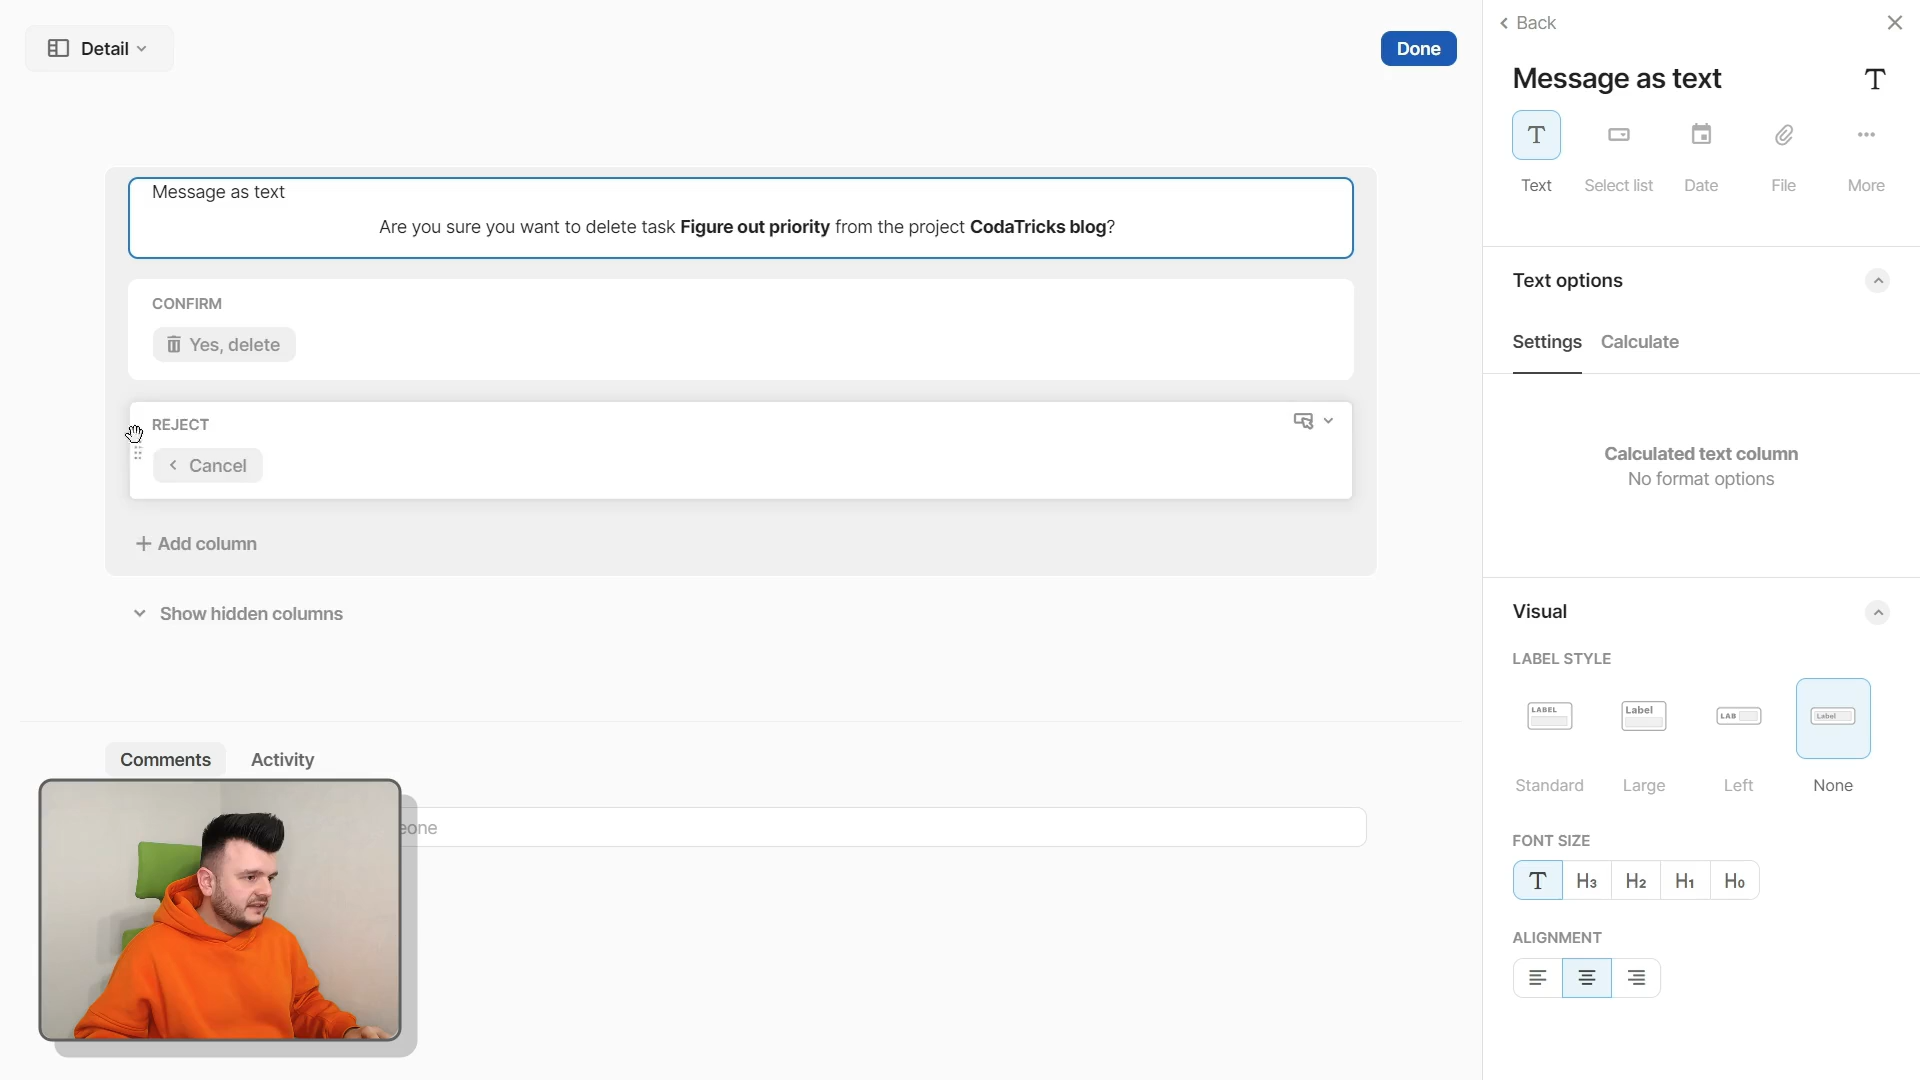 Detail
Done
Message as text
Are you sure you want to delete task Figure out priority from the project CodaTricks blog?
CONFIRM
Yes, delete
REJECT
Cancel
Add column
Show hidden columns
Comments
Activity
eone
Back
Message as text
Text
Select list
Date
File
More
Text options
Settings
Calculate
Calculated text column
No format options
Visual
LABEL STYLE
LABEL
Label
LAB
Label
Standard
Large
Left
None
FONT SIZE
T
H3
H2
H1
H0
ALIGNMENT